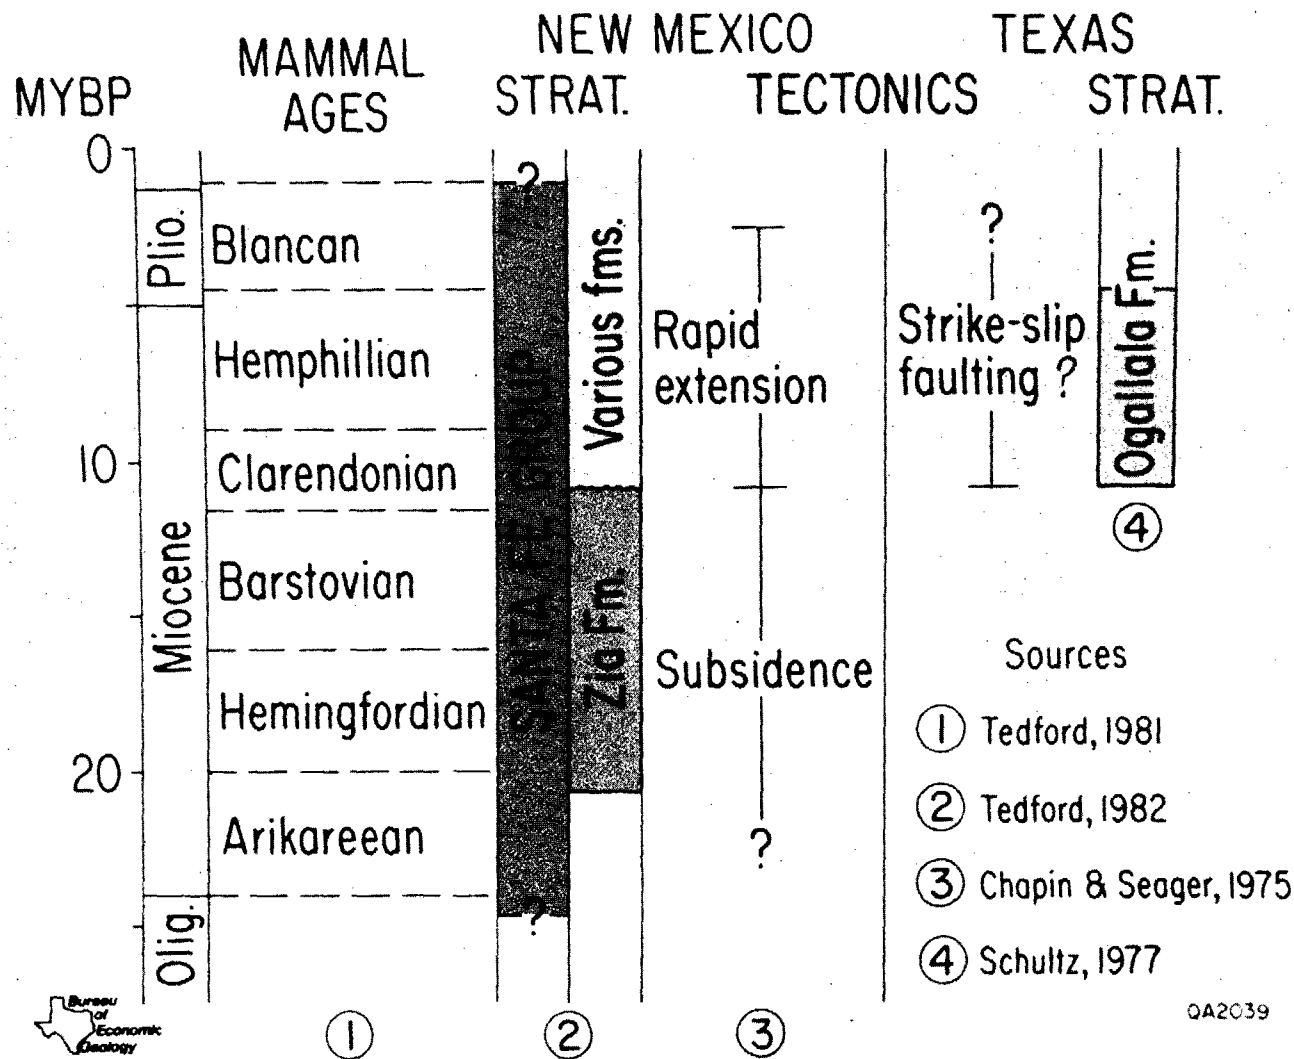 NEW MEXICO
TEXAS
MAMMAL
AGES
MYBP
STRAT.
TECTONICS
STRAT.
0
10
20
Plio.
Miocene
Olig.
Blancan
Hemphillian
Clarendonian
Barstovian
Hemingfordian
Arikareean
?
SANTA FE GROUP
?
Various fms.
Zia Fm.
Rapid
extension
Subsidence
?
?
Strike-slip
faulting ?
Ogallala Fm.
4
Sources
1 Tedford, 1981
2 Tedford, 1982
3 Chapin & Seager, 1975
4 Schultz, 1977
Bureau
of
Economic
Geology
1
2
3
QA2039